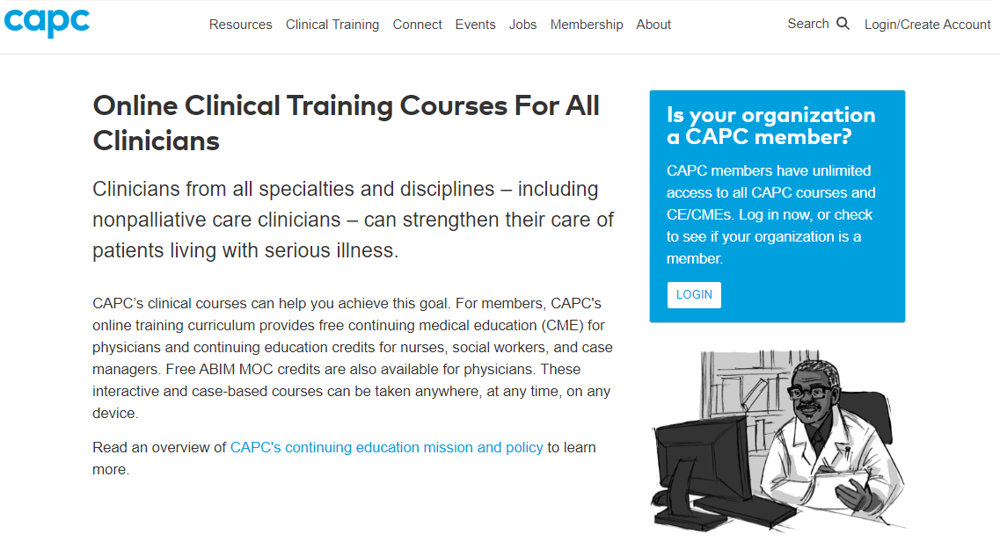 capc
Resources Clinical Training Connect Events Jobs Membership About
Search Login/Create Account
Online Clinical Training Courses For All
Clinicians
Clinicians from all specialties and disciplines – including
nonpalliative care clinicians – can strengthen their care of
patients living with serious illness.
CAPC’s clinical courses can help you achieve this goal. For members, CAPC's
online training curriculum provides free continuing medical education (CME) for
physicians and continuing education credits for nurses, social workers, and case
managers. Free ABIM MOC credits are also available for physicians. These
interactive and case-based courses can be taken anywhere, at any time, on any
device.
Read an overview of CAPC's continuing education mission and policy to learn
more.
Is your organization
a CAPC member?
CAPC members have unlimited
access to all CAPC courses and
CE/CMEs. Log in now, or check
to see if your organization is a
member.
LOGIN